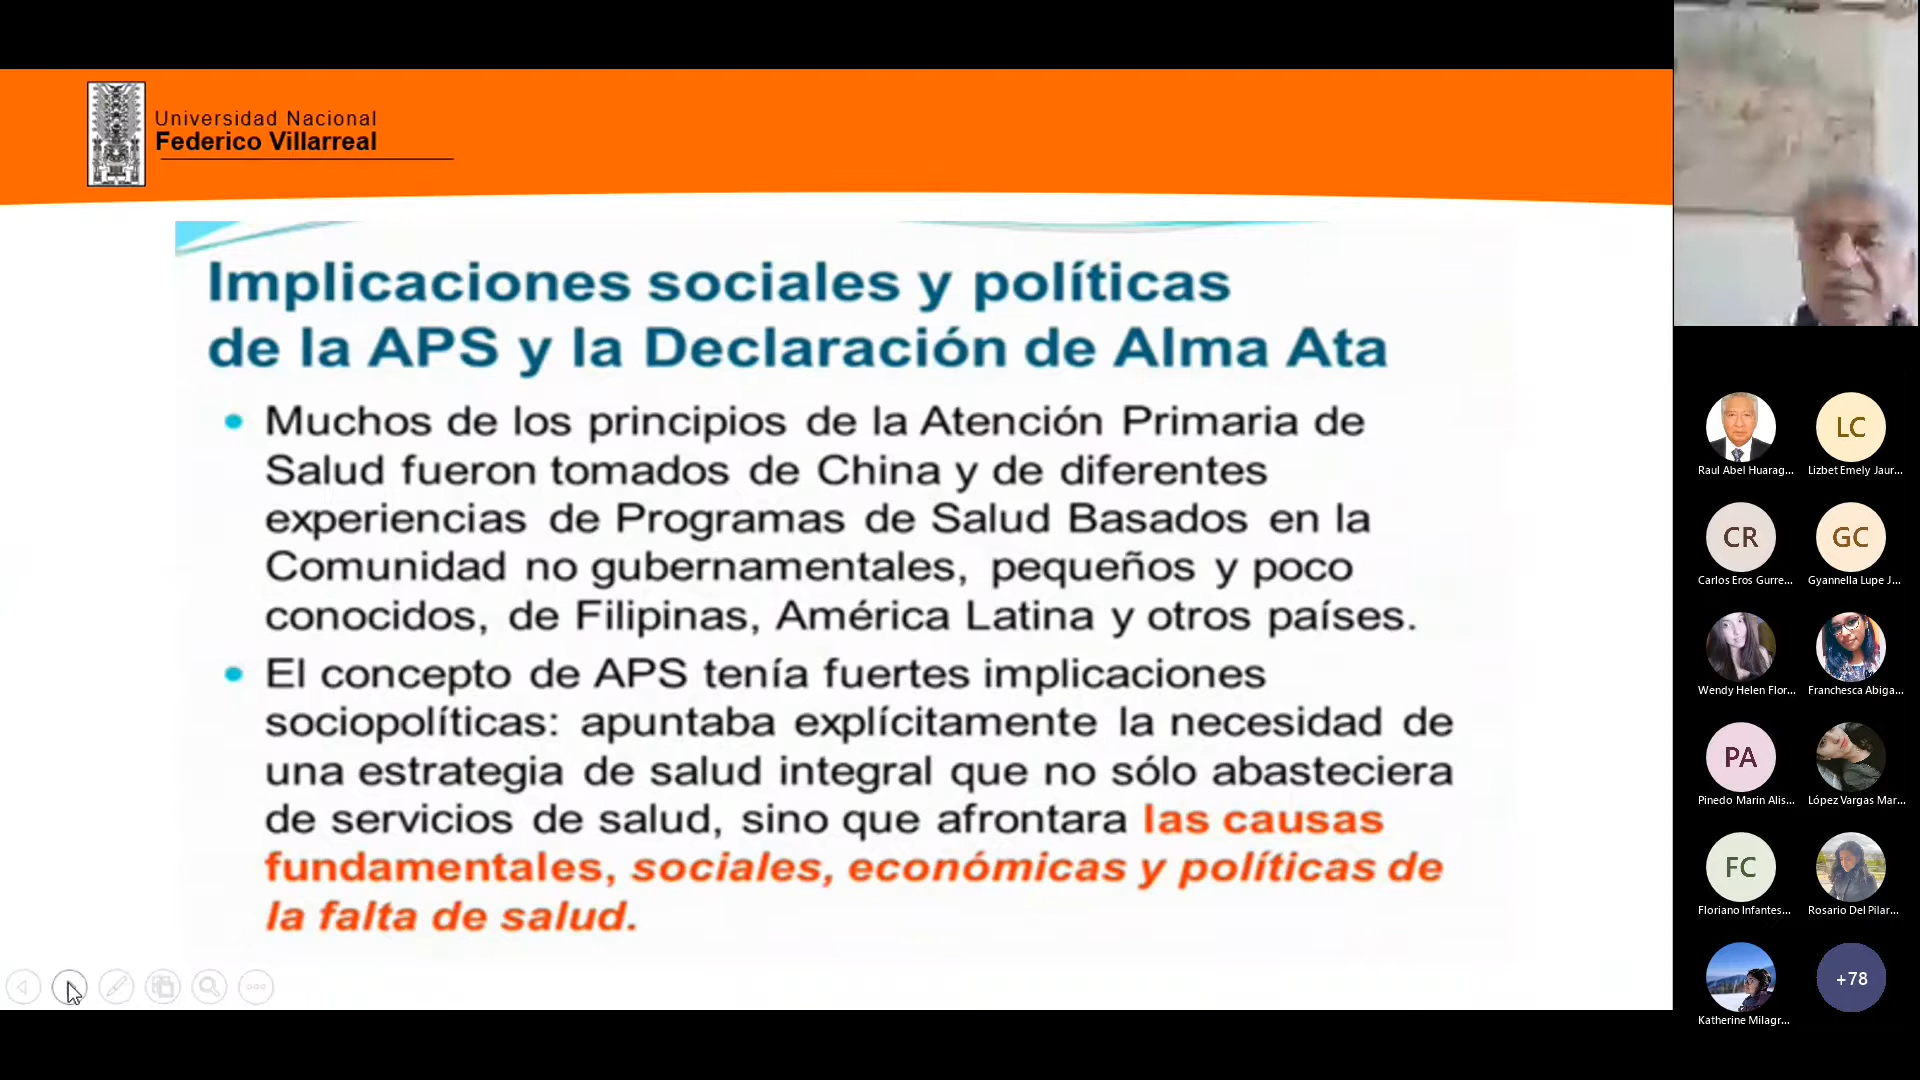 Universidad Nacional
Federico Villarreal
Implicaciones sociales y políticas
de la APS y la Declaración de Alma Ata
• Muchos de los principios de la Atención Primaria de
Salud fueron tomados de China y de diferentes
experiencias de Programas de Salud Basados en la
Comunidad no gubernamentales, pequeños y poco
conocidos, de Filipinas, América Latina y otros países.
• El concepto de APS tenía fuertes implicaciones
sociopolíticas: apuntaba explícitamente la necesidad de
una estrategia de salud integral que no sólo abasteciera
de servicios de salud, sino que afrontara las causas
fundamentales, sociales, económicas y políticas de
la falta de salud.
Raul Abel Huarag...
LC
Lizbet Emely Jaur...
CR
Carlos Eros Gurre...
GC
Gyannella Lupe J...
Wendy Helen Flor...
Franchesca Abiga...
PA
Pinedo Marin Alis...
López Vargas Mar...
FC
Floriano Infantes...
Rosario Del Pilar...
Katherine Milagr...
+78